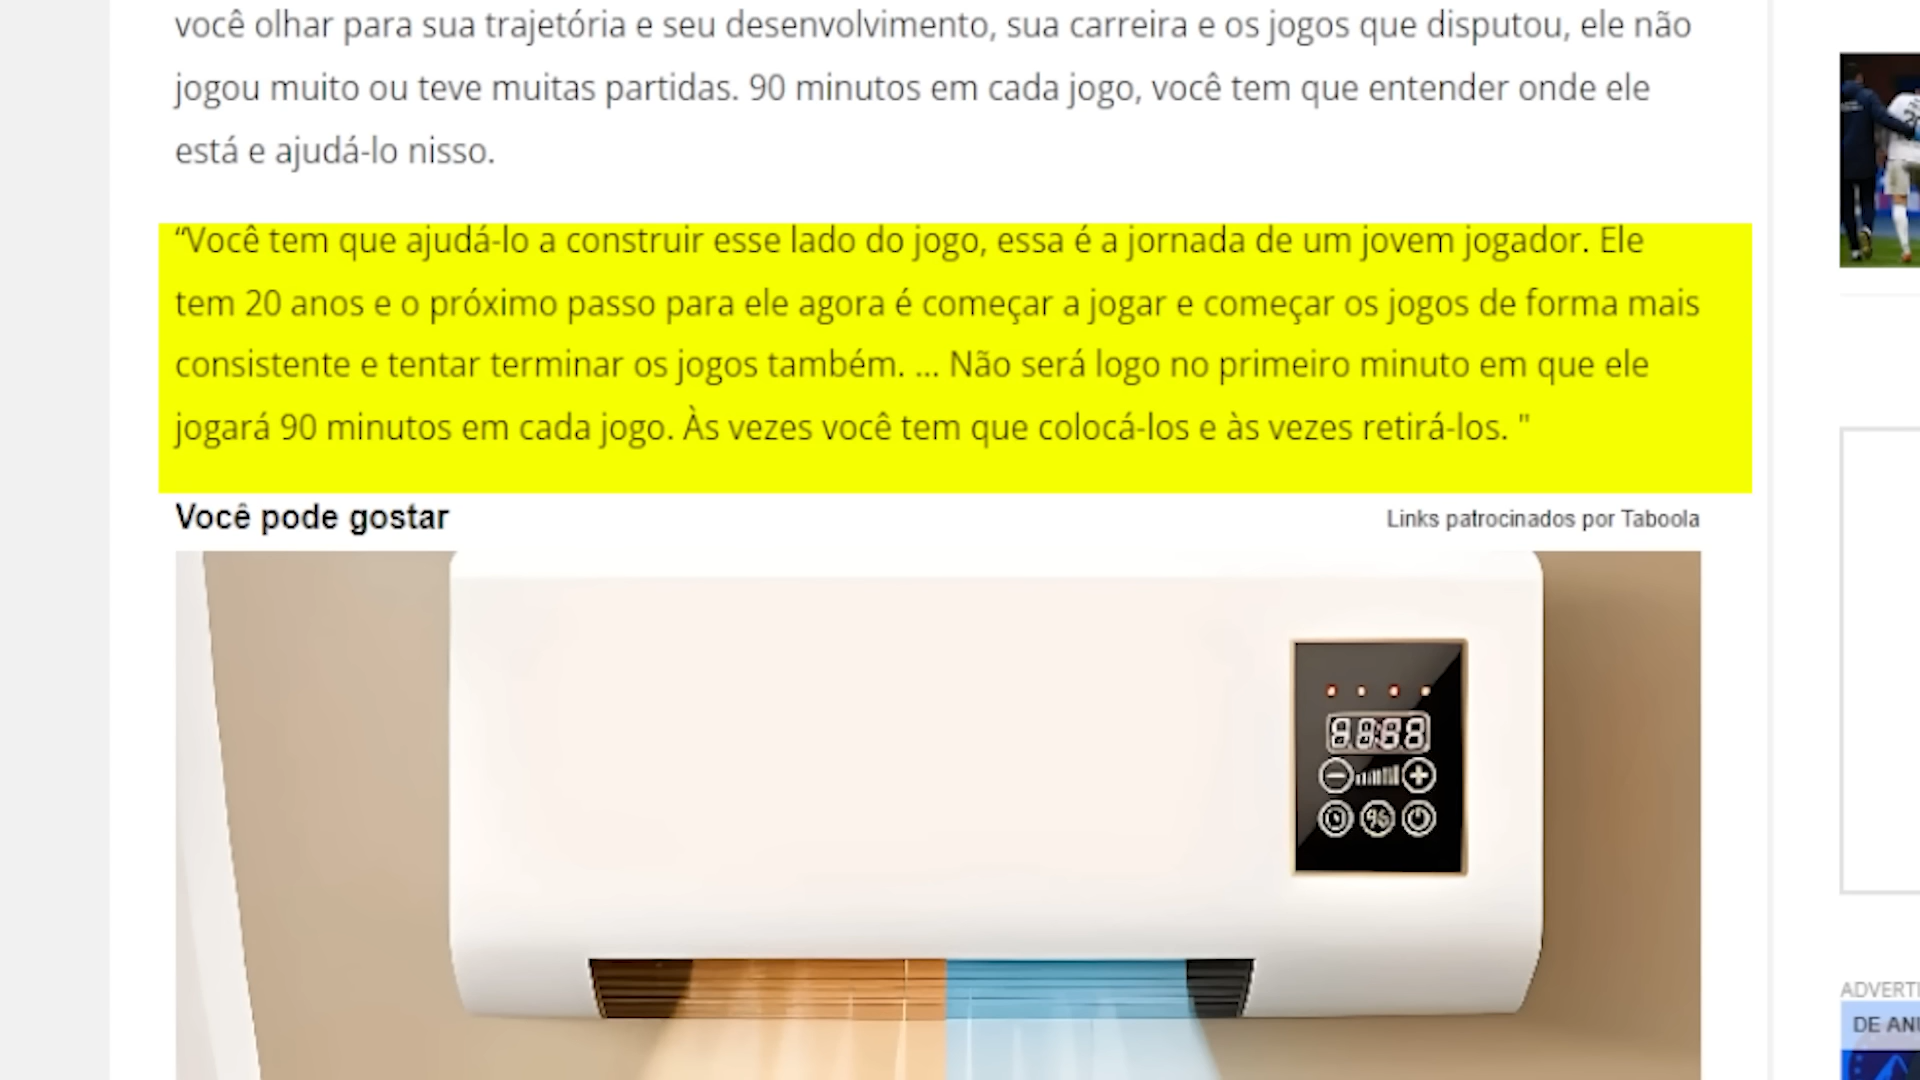 você olhar para sua trajetória e seu desenvolvimento, sua carreira e os jogos que disputou, ele não
jogou muito ou teve muitas partidas. 90 minutos em cada jogo, você tem que entender onde ele
está e ajudá-lo nisso.
“Você tem que ajudá-lo a construir esse lado do jogo, essa é a jornada de um jovem jogador. Ele
tem 20 anos e o próximo passo para ele agora é começar a jogar e começar os jogos de forma mais
consistente e tentar terminar os jogos também. ... Não será logo no primeiro minuto em que ele
jogará 90 minutos em cada jogo. Às vezes você tem que colocá-los e às vezes retirá-los. "
Você pode gostar
Links patrocinados por Taboola
88:88
ADVERTI
DE ANI